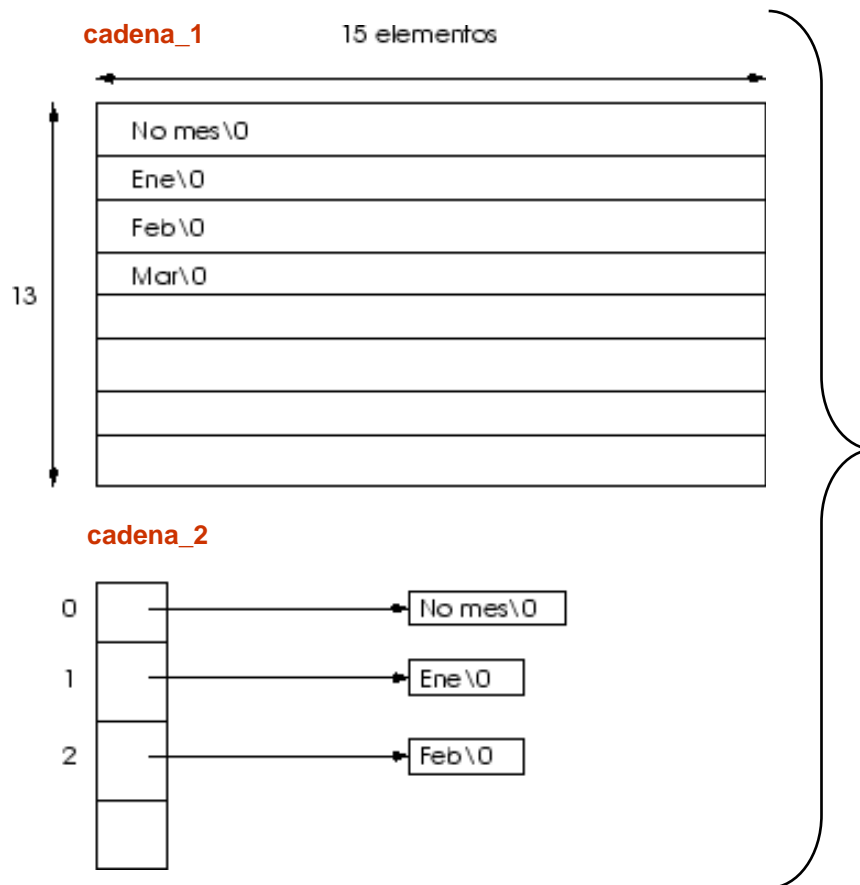 cadena_1 15 elementos
No mes\0
Ene\0
Feb\0
13 Mar\0
cadena_2
0 No mes\0
1 Ene\0
2 Feb\0